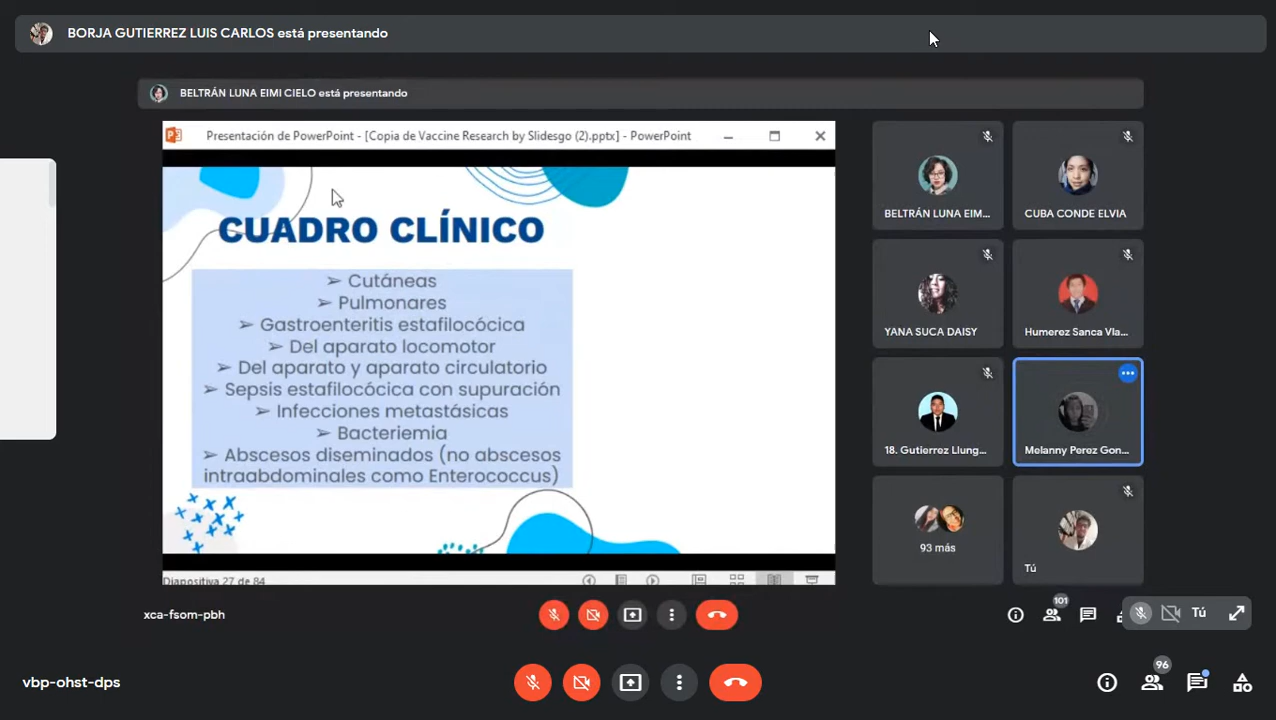 BORJA GUTIERREZ LUIS CARLOS está presentando
BELTRÁN LUNA EIMI CIELO está presentando
Presentación de PowerPoint - [Copia de Vaccine Research by Slidesgo (2).pptx] - PowerPoint
CUADRO CLÍNICO
➢ Cutáneas
➢ Pulmonares
➢ Gastroenteritis estafilocócica
➢ Del aparato locomotor
➢ Del aparato y aparato circulatorio
➢ Sepsis estafilocócica con supuración
➢ Infecciones metastásicas
➢ Bacteriemia
➢ Abscesos diseminados (no abscesos
intraabdominales como Enterococcus)
Diapositiva 27 de 84
BELTRÁN LUNA EIM...
CUBA CONDE ELVIA
YANA SUCA DAISY
Humerez Sanca Vla...
18. Gutierrez Llung...
Melanny Perez Gon...
93 más
Tú
xca-fsom-pbh
101
Tú
vbp-ohst-dps
96